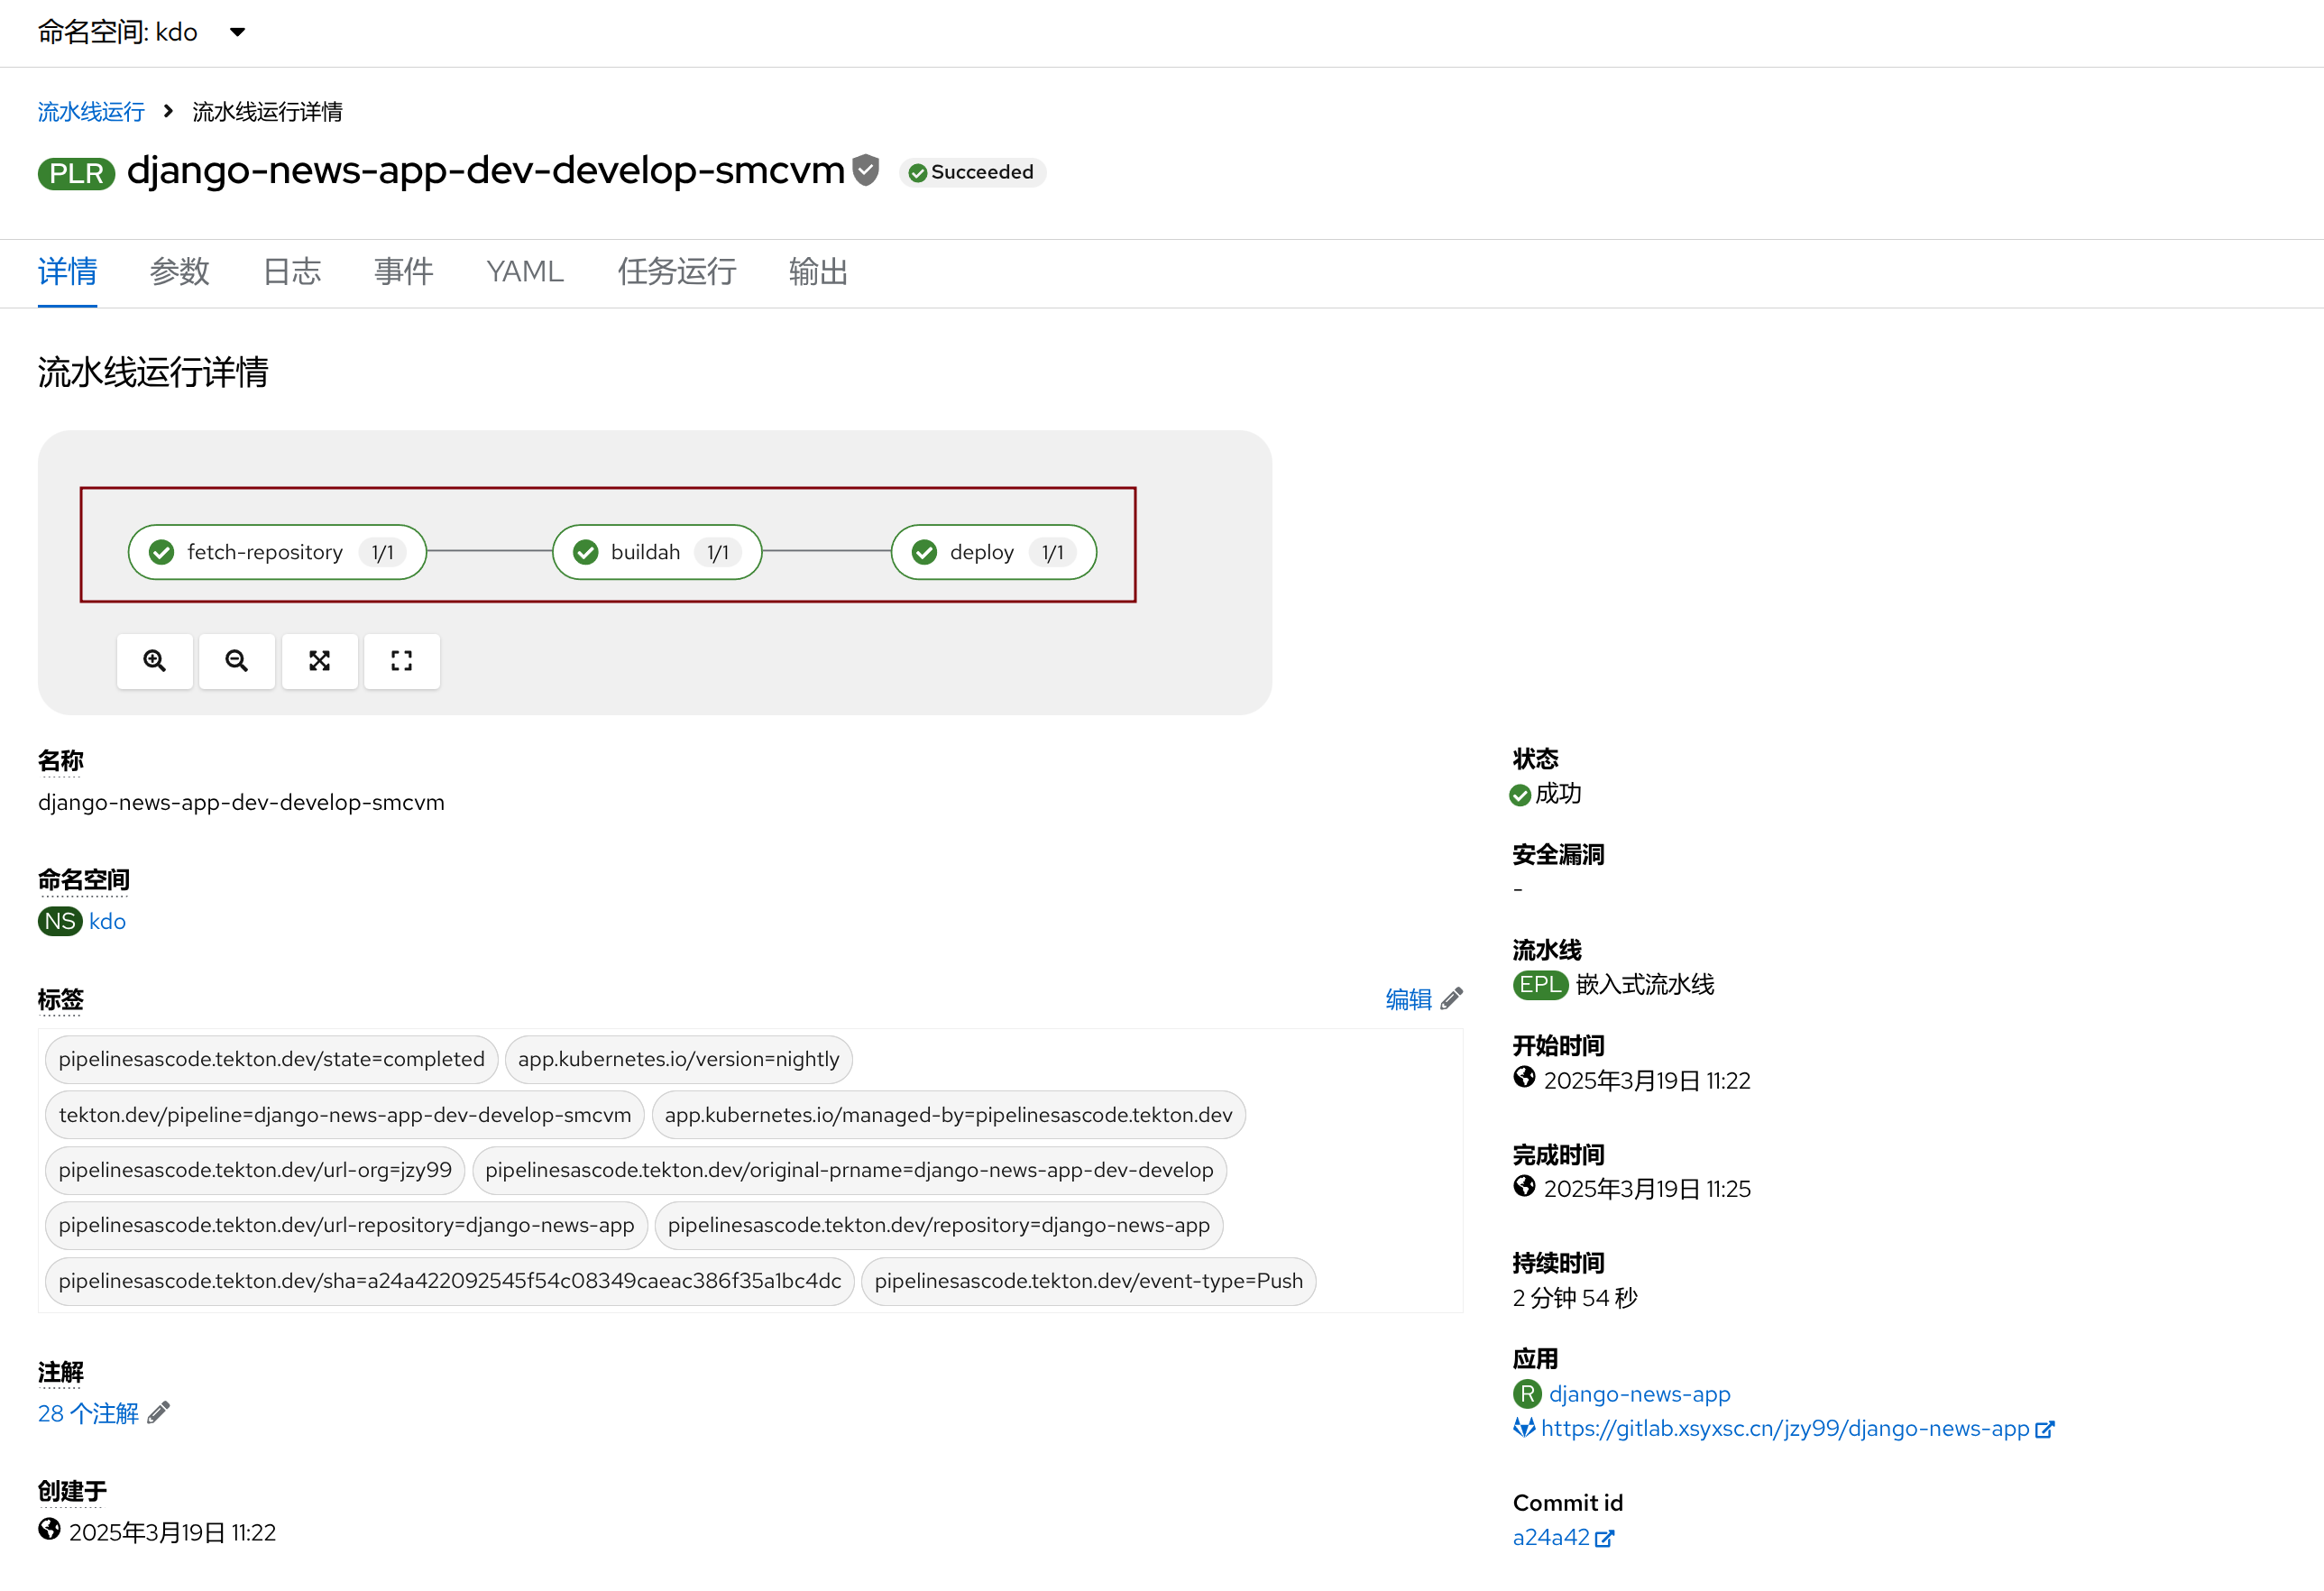 命名空间: kdo
流水线运行 > 流水线运行详情
PLR django-news-app-dev-develop-smcvm Succeeded
详情 参数 日志 事件 YAML 任务运行 输出
流水线运行详情
fetch-repository 1/1 buildah 1/1 deploy 1/1
名称
django-news-app-dev-develop-smcvm
命名空间
NS kdo
标签 编辑
pipelinesascode.tekton.dev/state=completed app.kubernetes.io/version=nightly
tekton.dev/pipeline=django-news-app-dev-develop-smcvm app.kubernetes.io/managed-by=pipelinesascode.tekton.dev
pipelinesascode.tekton.dev/url-org=jzy99 pipelinesascode.tekton.dev/original-prname=django-news-app-dev-develop
pipelinesascode.tekton.dev/url-repository=django-news-app pipelinesascode.tekton.dev/repository=django-news-app
pipelinesascode.tekton.dev/sha=a24a422092545f54c08349caeac386f35a1bc4dc pipelinesascode.tekton.dev/event-type=Push
注解
28 个注解
创建于
2025年3月19日 11:22
状态
成功
安全漏洞
-
流水线
EPL 嵌入式流水线
开始时间
2025年3月19日 11:22
完成时间
2025年3月19日 11:25
持续时间
2 分钟 54 秒
应用
R django-news-app
https://gitlab.xsyxsc.cn/jzy99/django-news-app
Commit id
a24a42